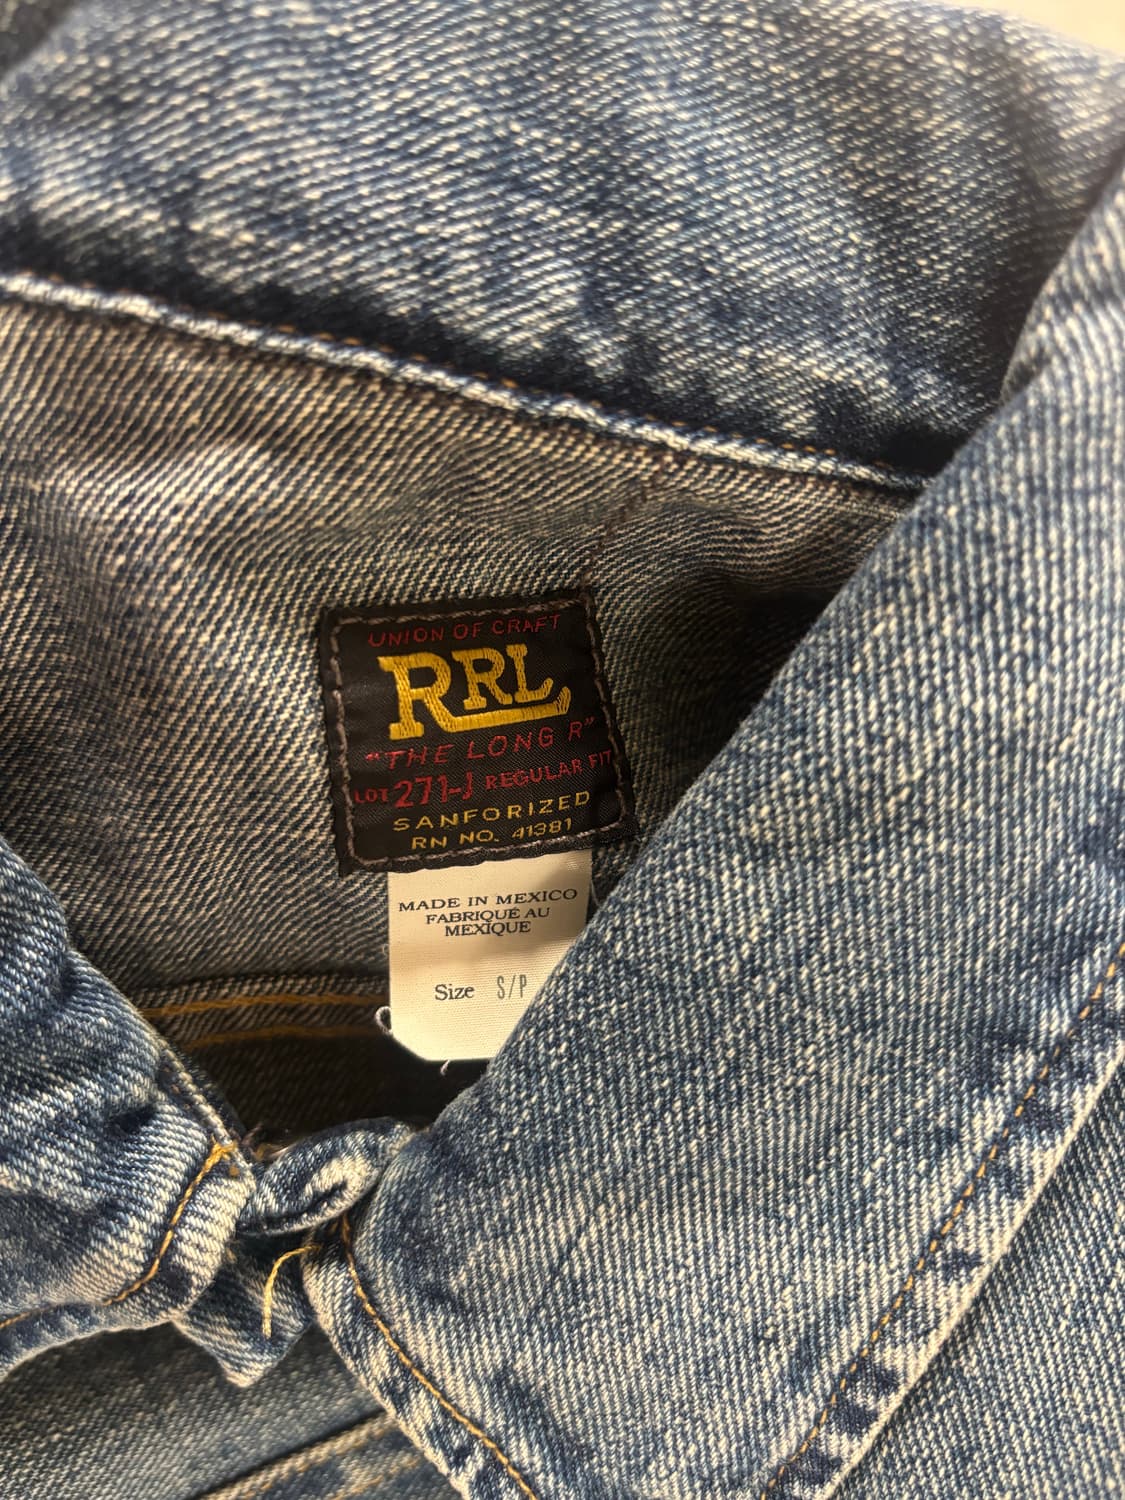 UNION OF CRAFT
RRL
"THE LONG R"
LOT 271-J REGULAR FIT
SANFORIZED
RN NO. 41381
MADE IN MEXICO
FABRIQUE AU
MEXIQUE
Size S/P